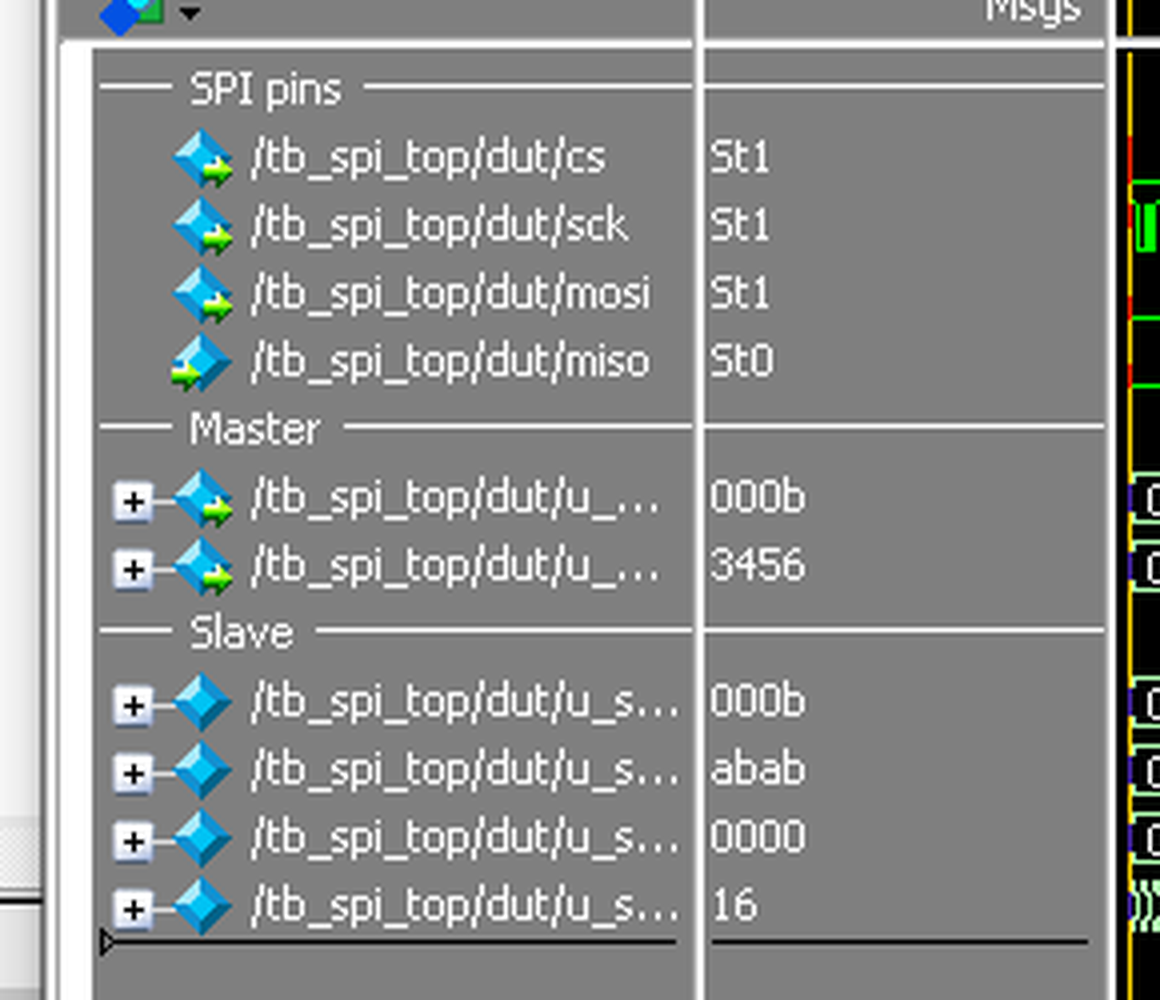 Msgs
SPI pins
/tb_spi_top/dut/cs St1
/tb_spi_top/dut/sck St1
/tb_spi_top/dut/mosi St1
/tb_spi_top/dut/miso St0
Master
/tb_spi_top/dut/u_... 000b
/tb_spi_top/dut/u_... 3456
Slave
/tb_spi_top/dut/u_s... 000b
/tb_spi_top/dut/u_s... abab
/tb_spi_top/dut/u_s... 0000
/tb_spi_top/dut/u_s... 16